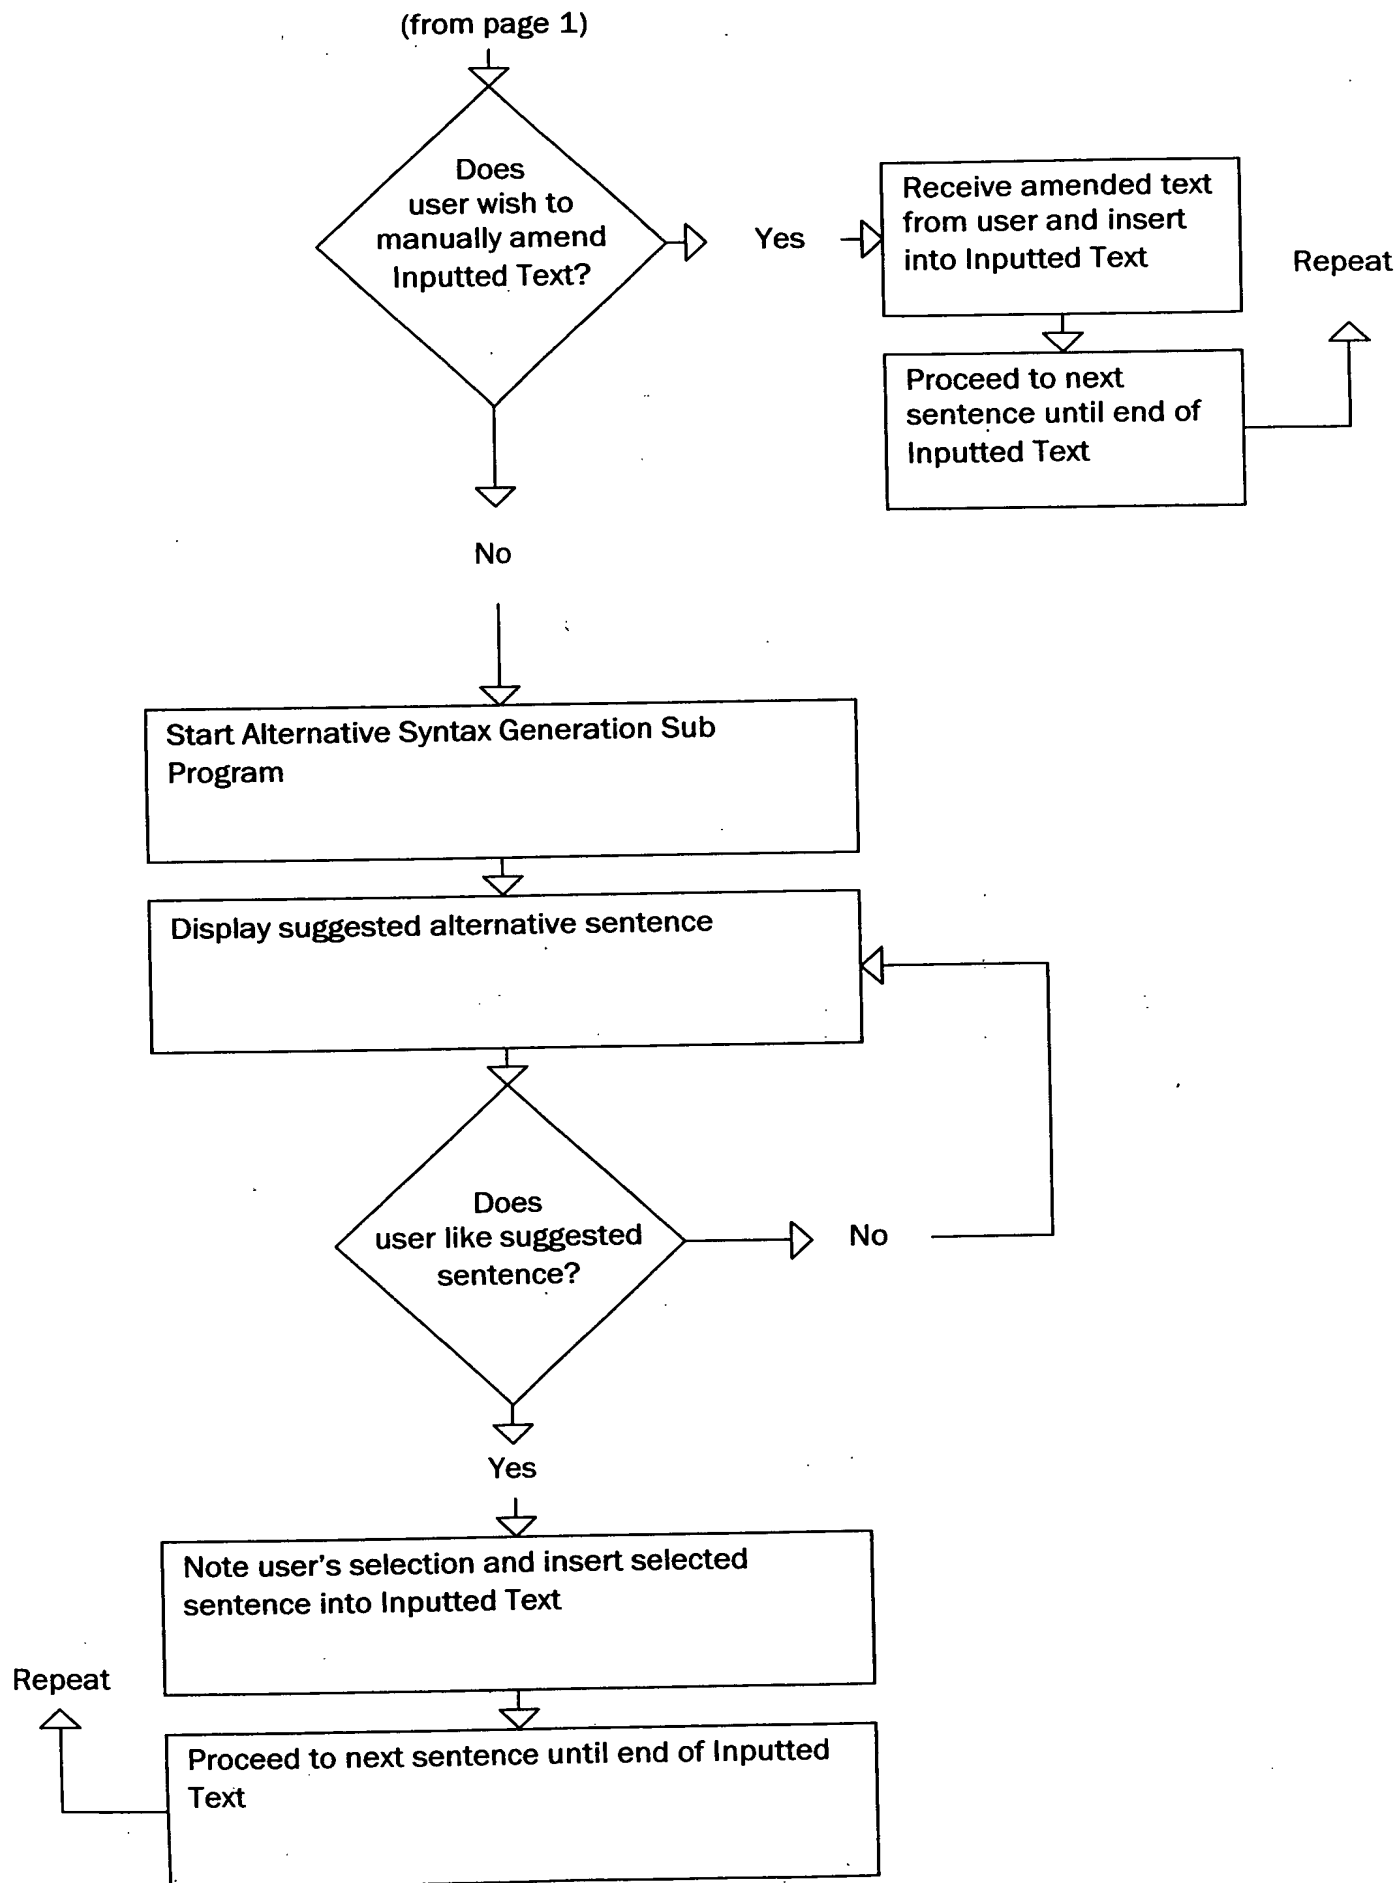 (from page 1)
Does
user wish to
manually amend
Inputted Text?
Yes
Receive amended text
from user and insert
into Inputted Text
Repeat
Proceed to next
sentence until end of
Inputted Text
No
Start Alternative Syntax Generation Sub
Program
Display suggested alternative sentence
Does
user like suggested
sentence?
No
Yes
Note user's selection and insert selected
sentence into Inputted Text
Repeat
Proceed to next sentence until end of Inputted
Text